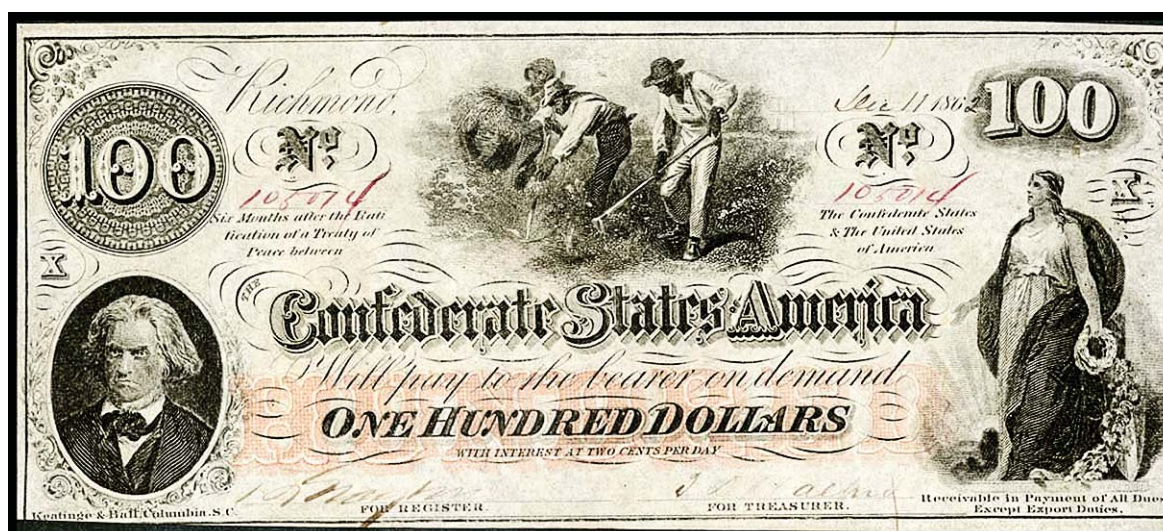 Richmond,
100
Nº
105014
Six Months after the Rati
fication of a Treaty of
Peace between
X
Dec 11 1862
100
Nº
105014
The Confederate States
& The United States
of America
X
THE
Confederate States America
Will pay to the bearer on demand
ONE HUNDRED DOLLARS
WITH INTEREST AT TWO CENTS PER DAY
FOR REGISTER.
FOR TREASURER.
Keatinge & Ball, Columbia. S.C.
Receivable in Payment of All Dues
Except Export Duties.